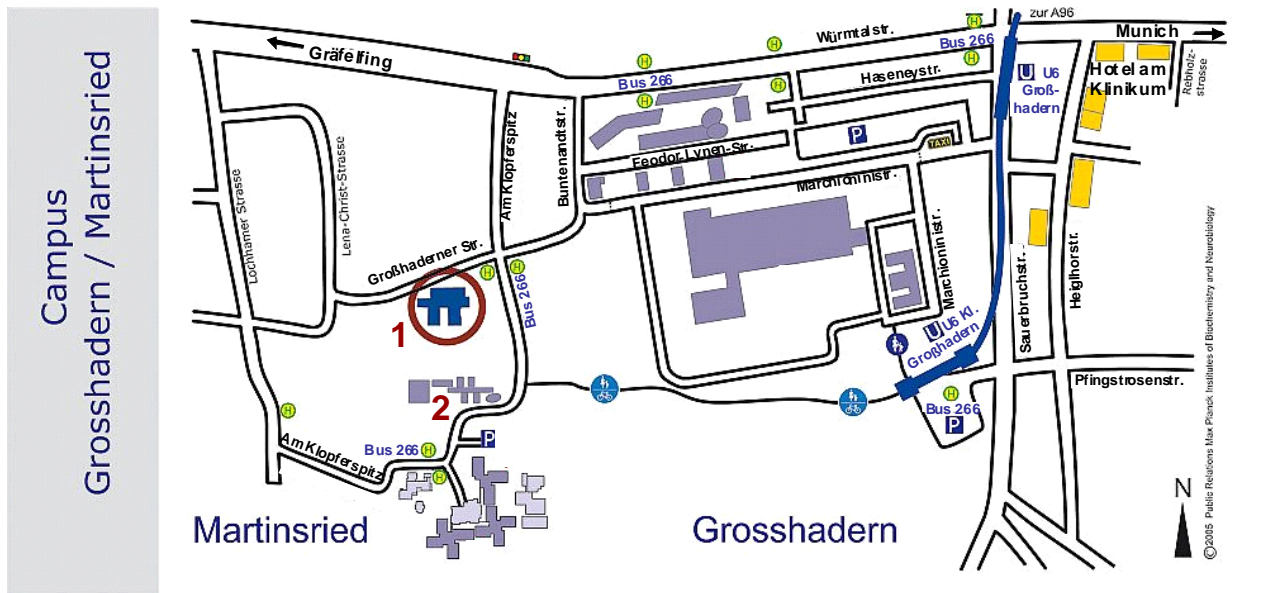 Campus
Grosshadern / Martinsried
zur A96
Munich
Würmtalstr.
Bus 266
H
H
H
H
H
H
Gräfelfing
Bus 266
Haseneystr.
U U6
Groß-
hadern
Hotel am
Klinikum
Rebholz-
strasse
P
TAXI
Feodor-Lynen-Str.
Marchioninistr.
Am Klopferspitz
Buntenandtstr.
Lena-Christ-Strasse
Lochhamer Strasse
Großhaderner Str.
H
H
Bus 266
1
2
Marchioninistr.
U U6 Kl.
Großhadern
Sauerbruchstr.
Heiglhofstr.
Pfingstrosenstr.
H
Bus 266
P
H
Am Klopferspitz
Bus 266
H
P
H
Martinsried
Grosshadern
N
©2005 Public Relations Max Planck Institutes of Biochemistry and Neurobiology